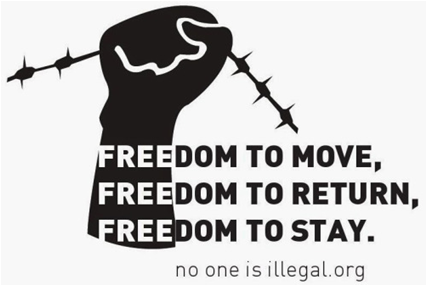 FREEDOM TO MOVE,
FREEDOM TO RETURN,
FREEDOM TO STAY.
no one is illegal.org